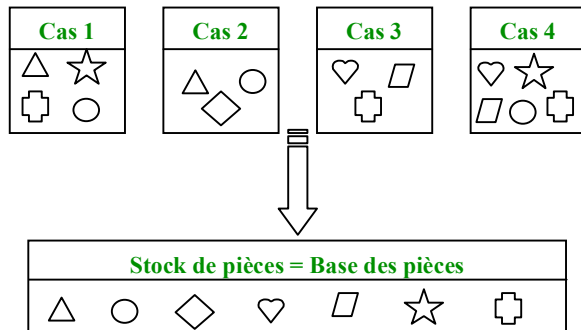 Cas 1
Cas 2
Cas 3
Cas 4
Stock de pièces = Base des pièces